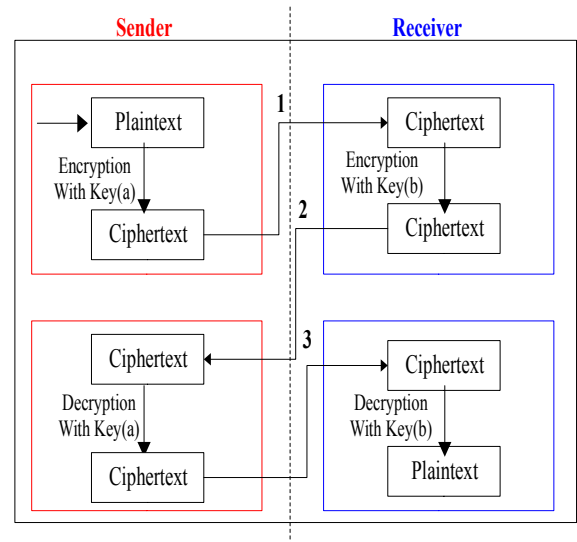 Sender
Receiver
1
Plaintext
Ciphertext
Encryption
With Key(a)
Encryption
With Key(b)
Ciphertext
2
Ciphertext
3
Ciphertext
Ciphertext
Decryption
With Key(a)
Decryption
With Key(b)
Ciphertext
Plaintext